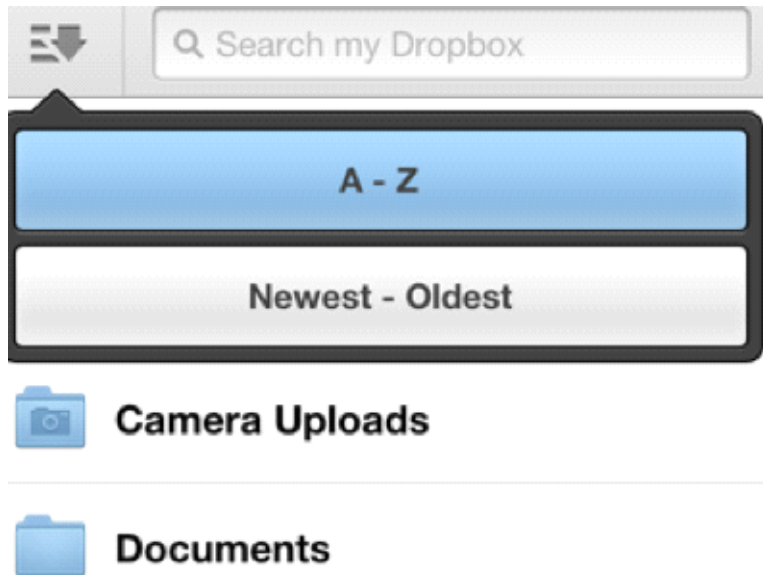 Search my Dropbox
A - Z
Newest - Oldest
Camera Uploads
Documents